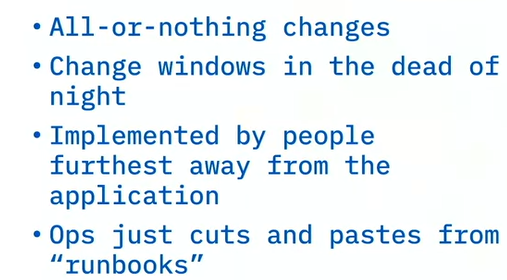 • All-or-nothing changes
• Change windows in the dead of
night
• Implemented by people
furthest away from the
application
• Ops just cuts and pastes from
“runbooks”